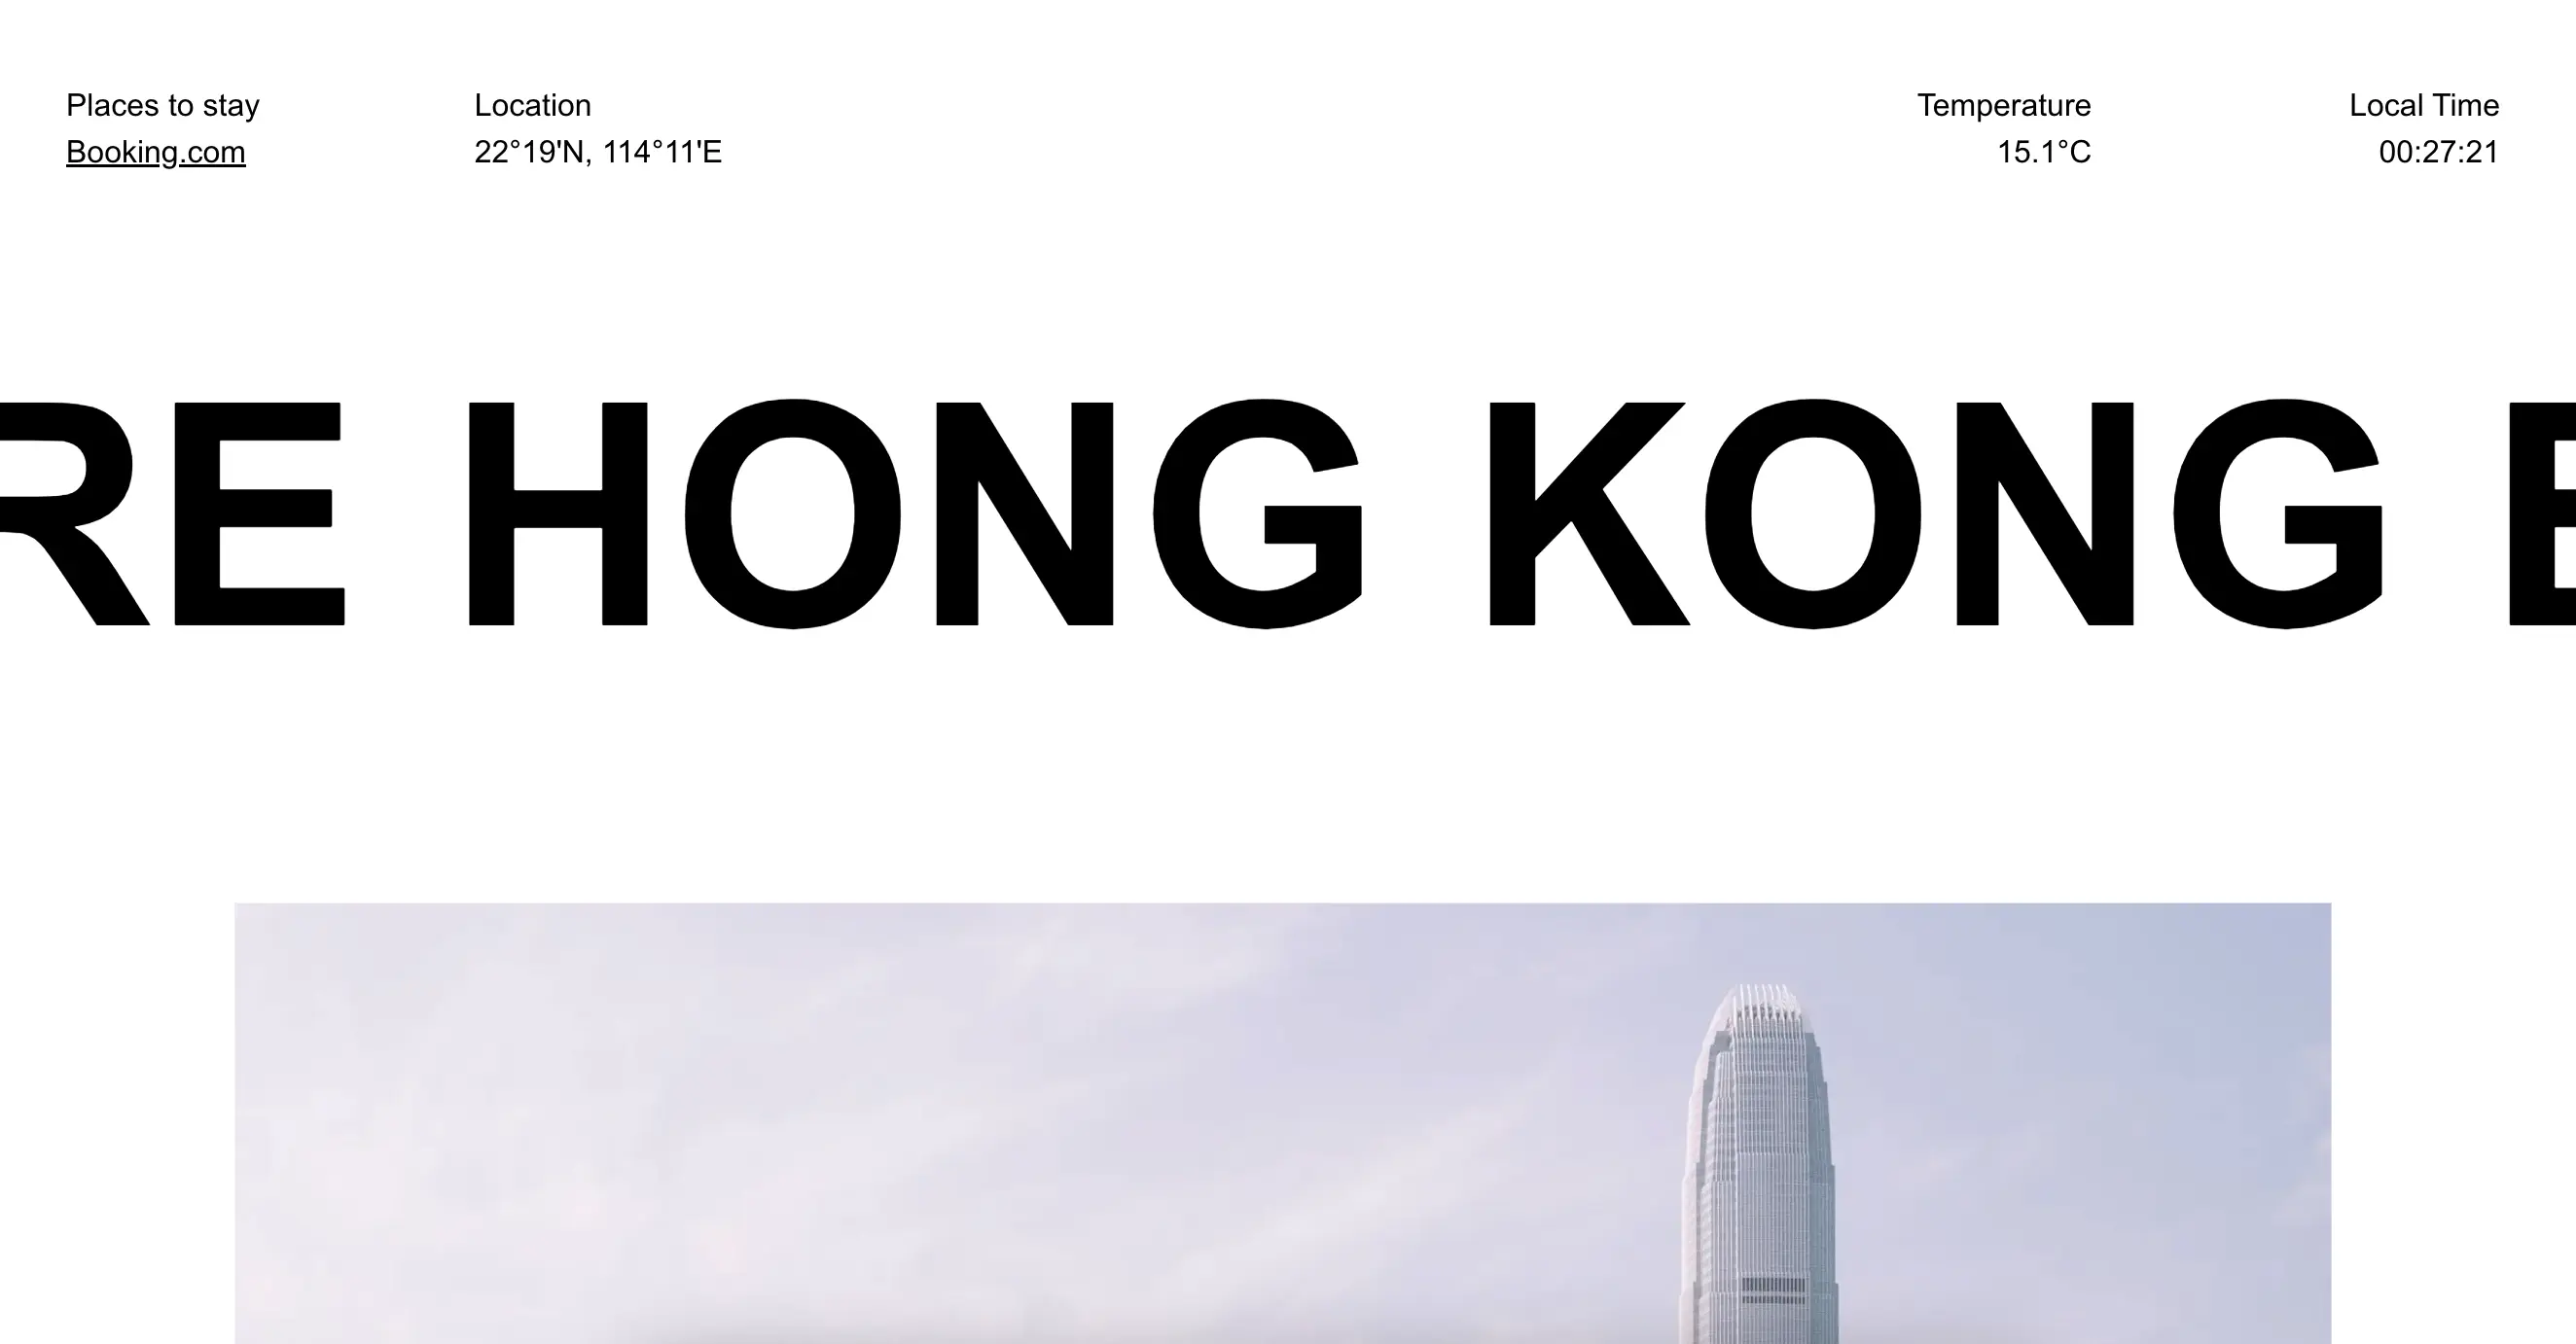 Places to stay
Booking.com
Location
22°19'N, 114°11'E
Temperature
15.1°C
Local Time
00:27:21
RE HONG KONG E